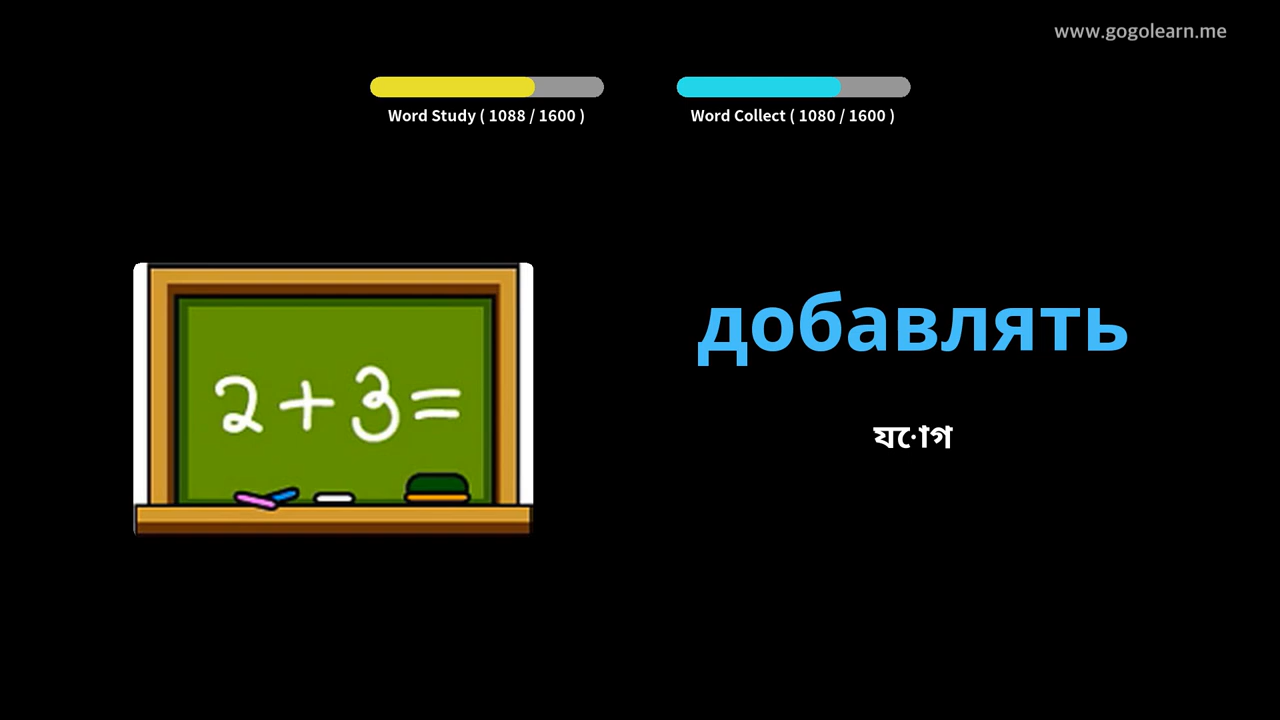 www.gogolearn.me
Word Study ( 1088 / 1600 )
Word Collect ( 1080 / 1600 )
2+3=
добавлять
যোগ